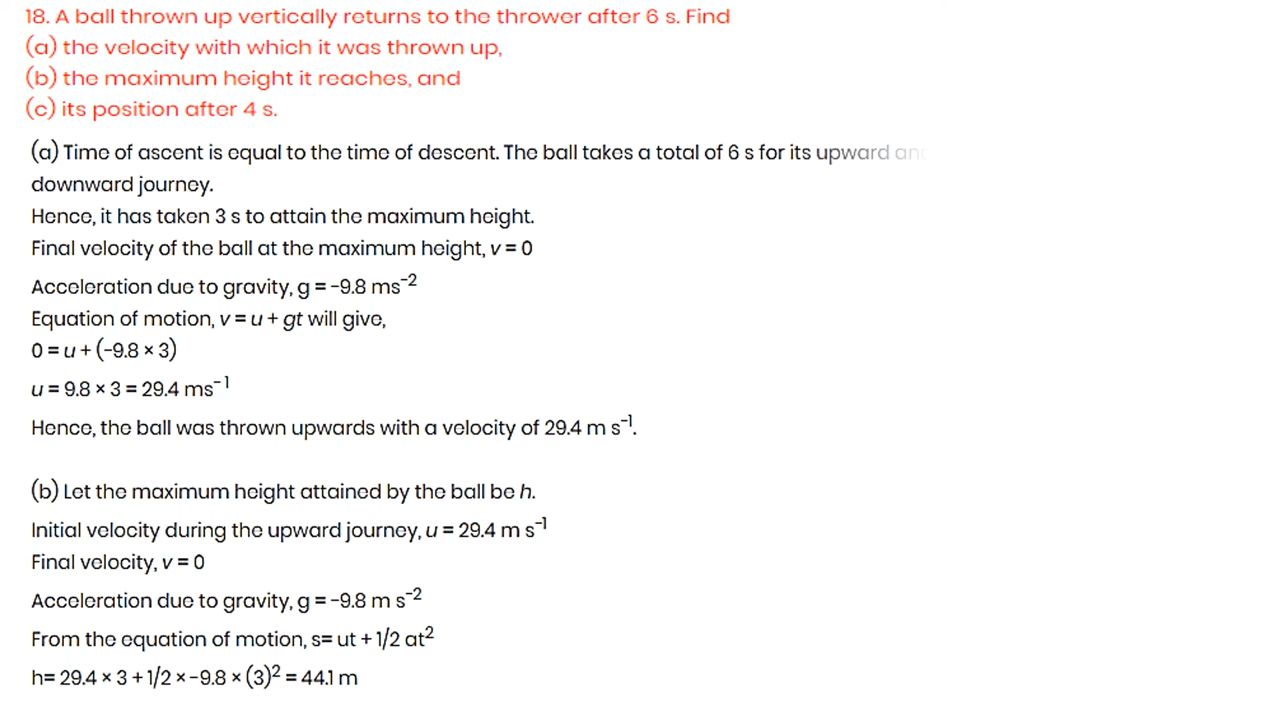 18. A ball thrown up vertically returns to the thrower after 6 s. Find
(a) the velocity with which it was thrown up,
(b) the maximum height it reaches, and
(c) its position after 4 s.
(a) Time of ascent is equal to the time of descent. The ball takes a total of 6 s for its upward and
downward journey.
Hence, it has taken 3 s to attain the maximum height.
Final velocity of the ball at the maximum height, v = 0
Acceleration due to gravity, g = −9.8 ms⁻²
Equation of motion, v = u + gt will give,
0 = u + (−9.8 × 3)
u = 9.8 × 3 = 29.4 ms⁻¹
Hence, the ball was thrown upwards with a velocity of 29.4 m s⁻¹.
(b) Let the maximum height attained by the ball be h.
Initial velocity during the upward journey, u = 29.4 m s⁻¹
Final velocity, v = 0
Acceleration due to gravity, g = −9.8 m s⁻²
From the equation of motion, s= ut + 1/2 at²
h= 29.4 × 3 + 1/2 × −9.8 × (3)² = 44.1 m